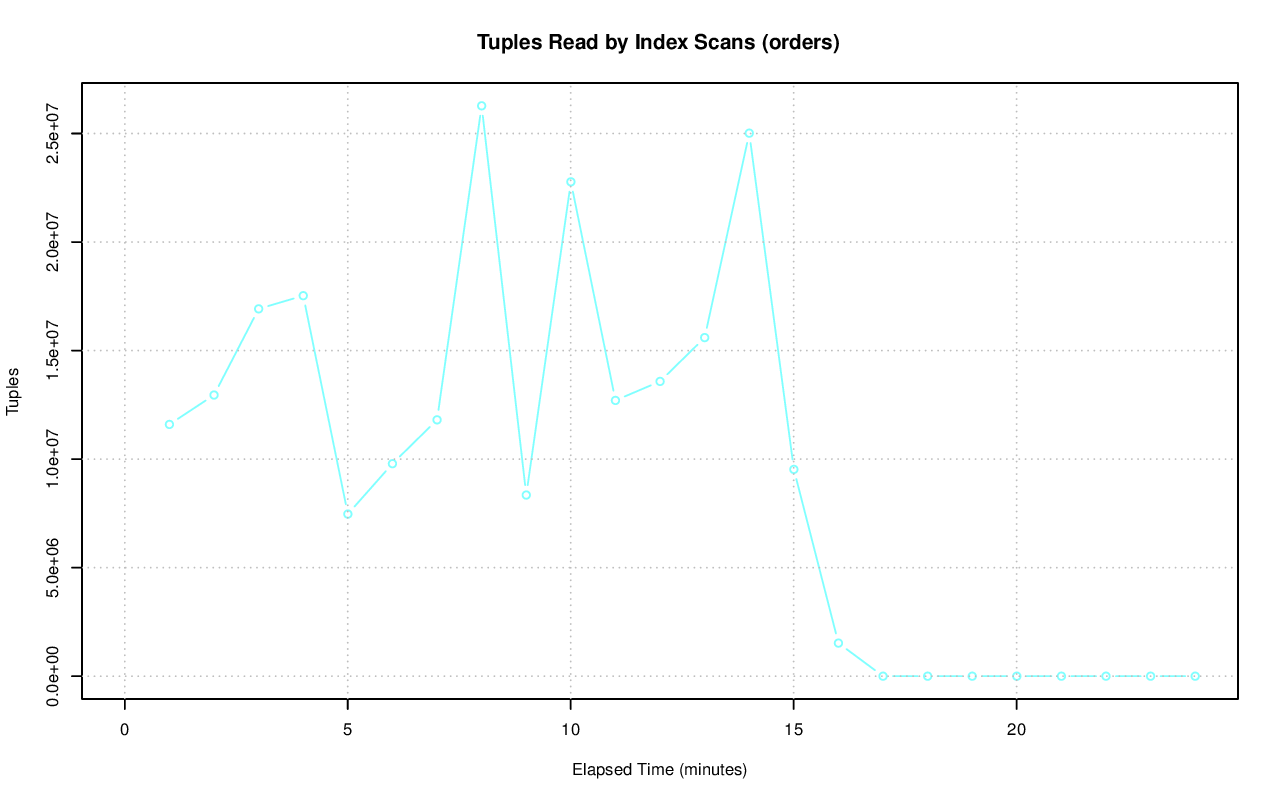 Tuples Read by Index Scans (orders)
Tuples
2.5e+07
2.0e+07
1.5e+07
1.0e+07
5.0e+06
0.0e+00
0 5 10 15 20
Elapsed Time (minutes)